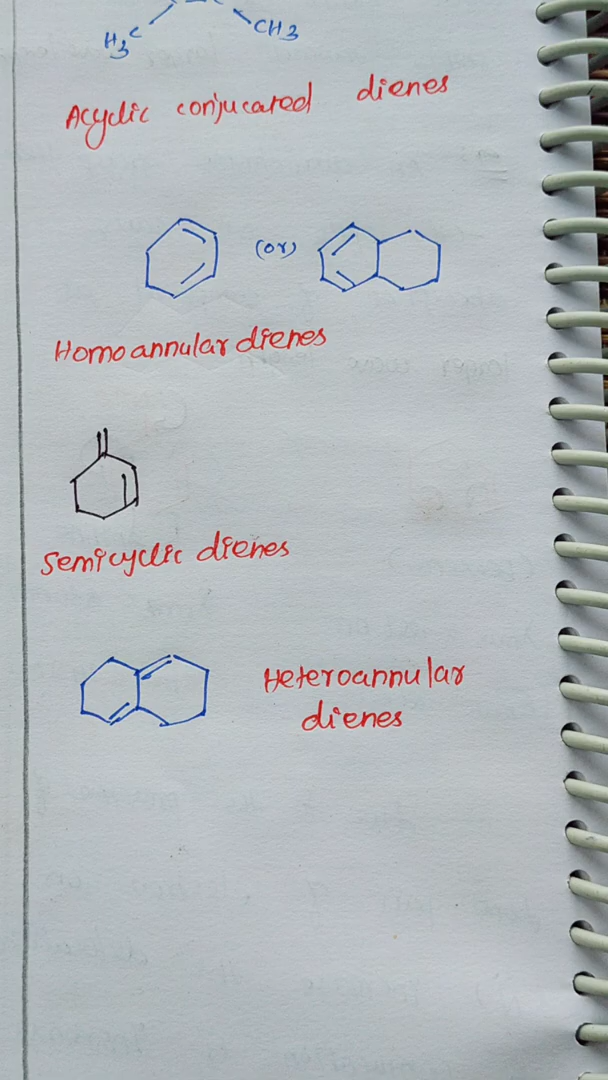 H3C CH3
Acyclic conjucated dienes
(or)
Homoannular dienes
Semicyclic dienes
Heteroannular
dienes